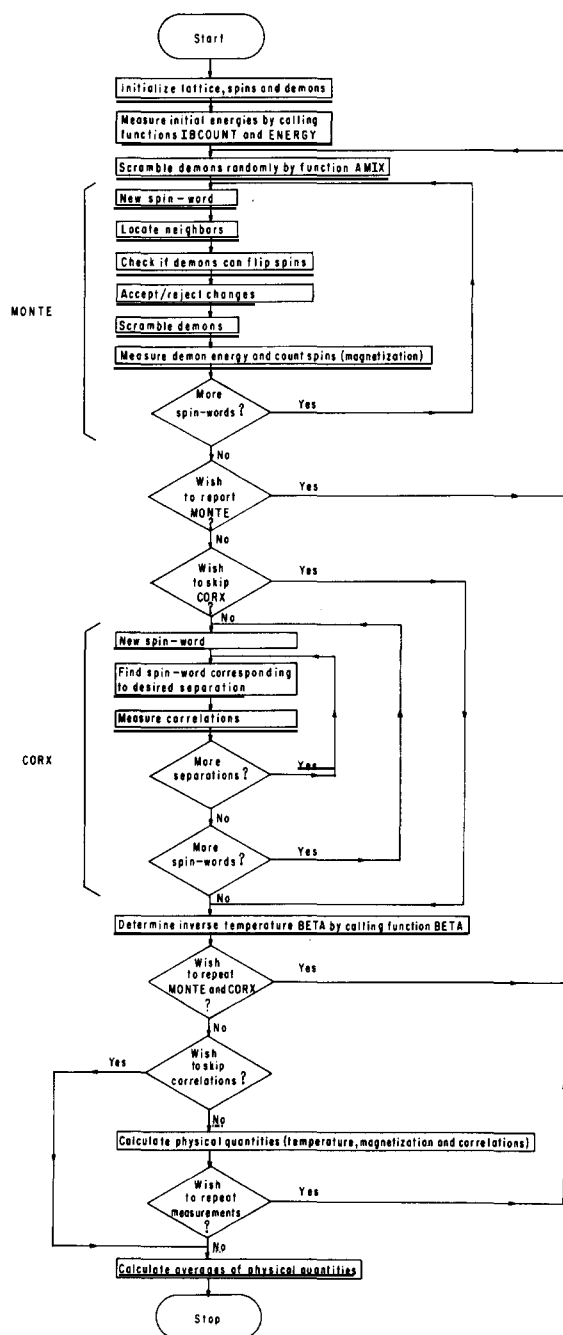 Start
Initialize lattice, spins and demons
Measure initial energies by calling
functions IBCOUNT and ENERGY
Scramble demons randomly by function AMIX
New spin-word
Locate neighbors
Check if demons can flip spins
MONTE
Accept/reject changes
Scramble demons
Measure demon energy and count spins (magnetization)
More
spin-words?
Yes
No
Wish
to report
MONTE
?
Yes
No
Wish
to skip
CORX
?
Yes
No
New spin-word
Find spin-word corresponding
to desired separation
Measure correlations
CORX
More
separations?
Yes
No
More
spin-words?
Yes
No
Determine inverse temperature BETA by calling function BETA
Wish
to repeat
MONTE and CORX
?
Yes
No
Wish
to skip
correlations?
Yes
No
Calculate physical quantities (temperature, magnetization and correlations)
Wish
to repeat
measurements
?
Yes
No
Calculate averages of physical quantities
Stop